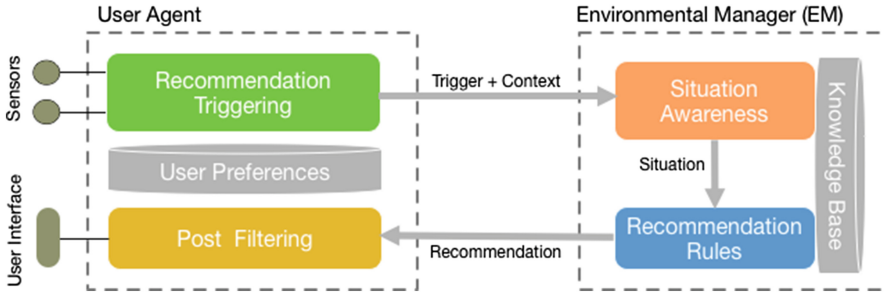 User Agent
Environmental Manager (EM)
Sensors
Recommendation
Triggering
Trigger + Context
Situation
Awareness
Knowledge Base
User Preferences
Situation
User Interface
Post Filtering
Recommendation
Recommendation
Rules